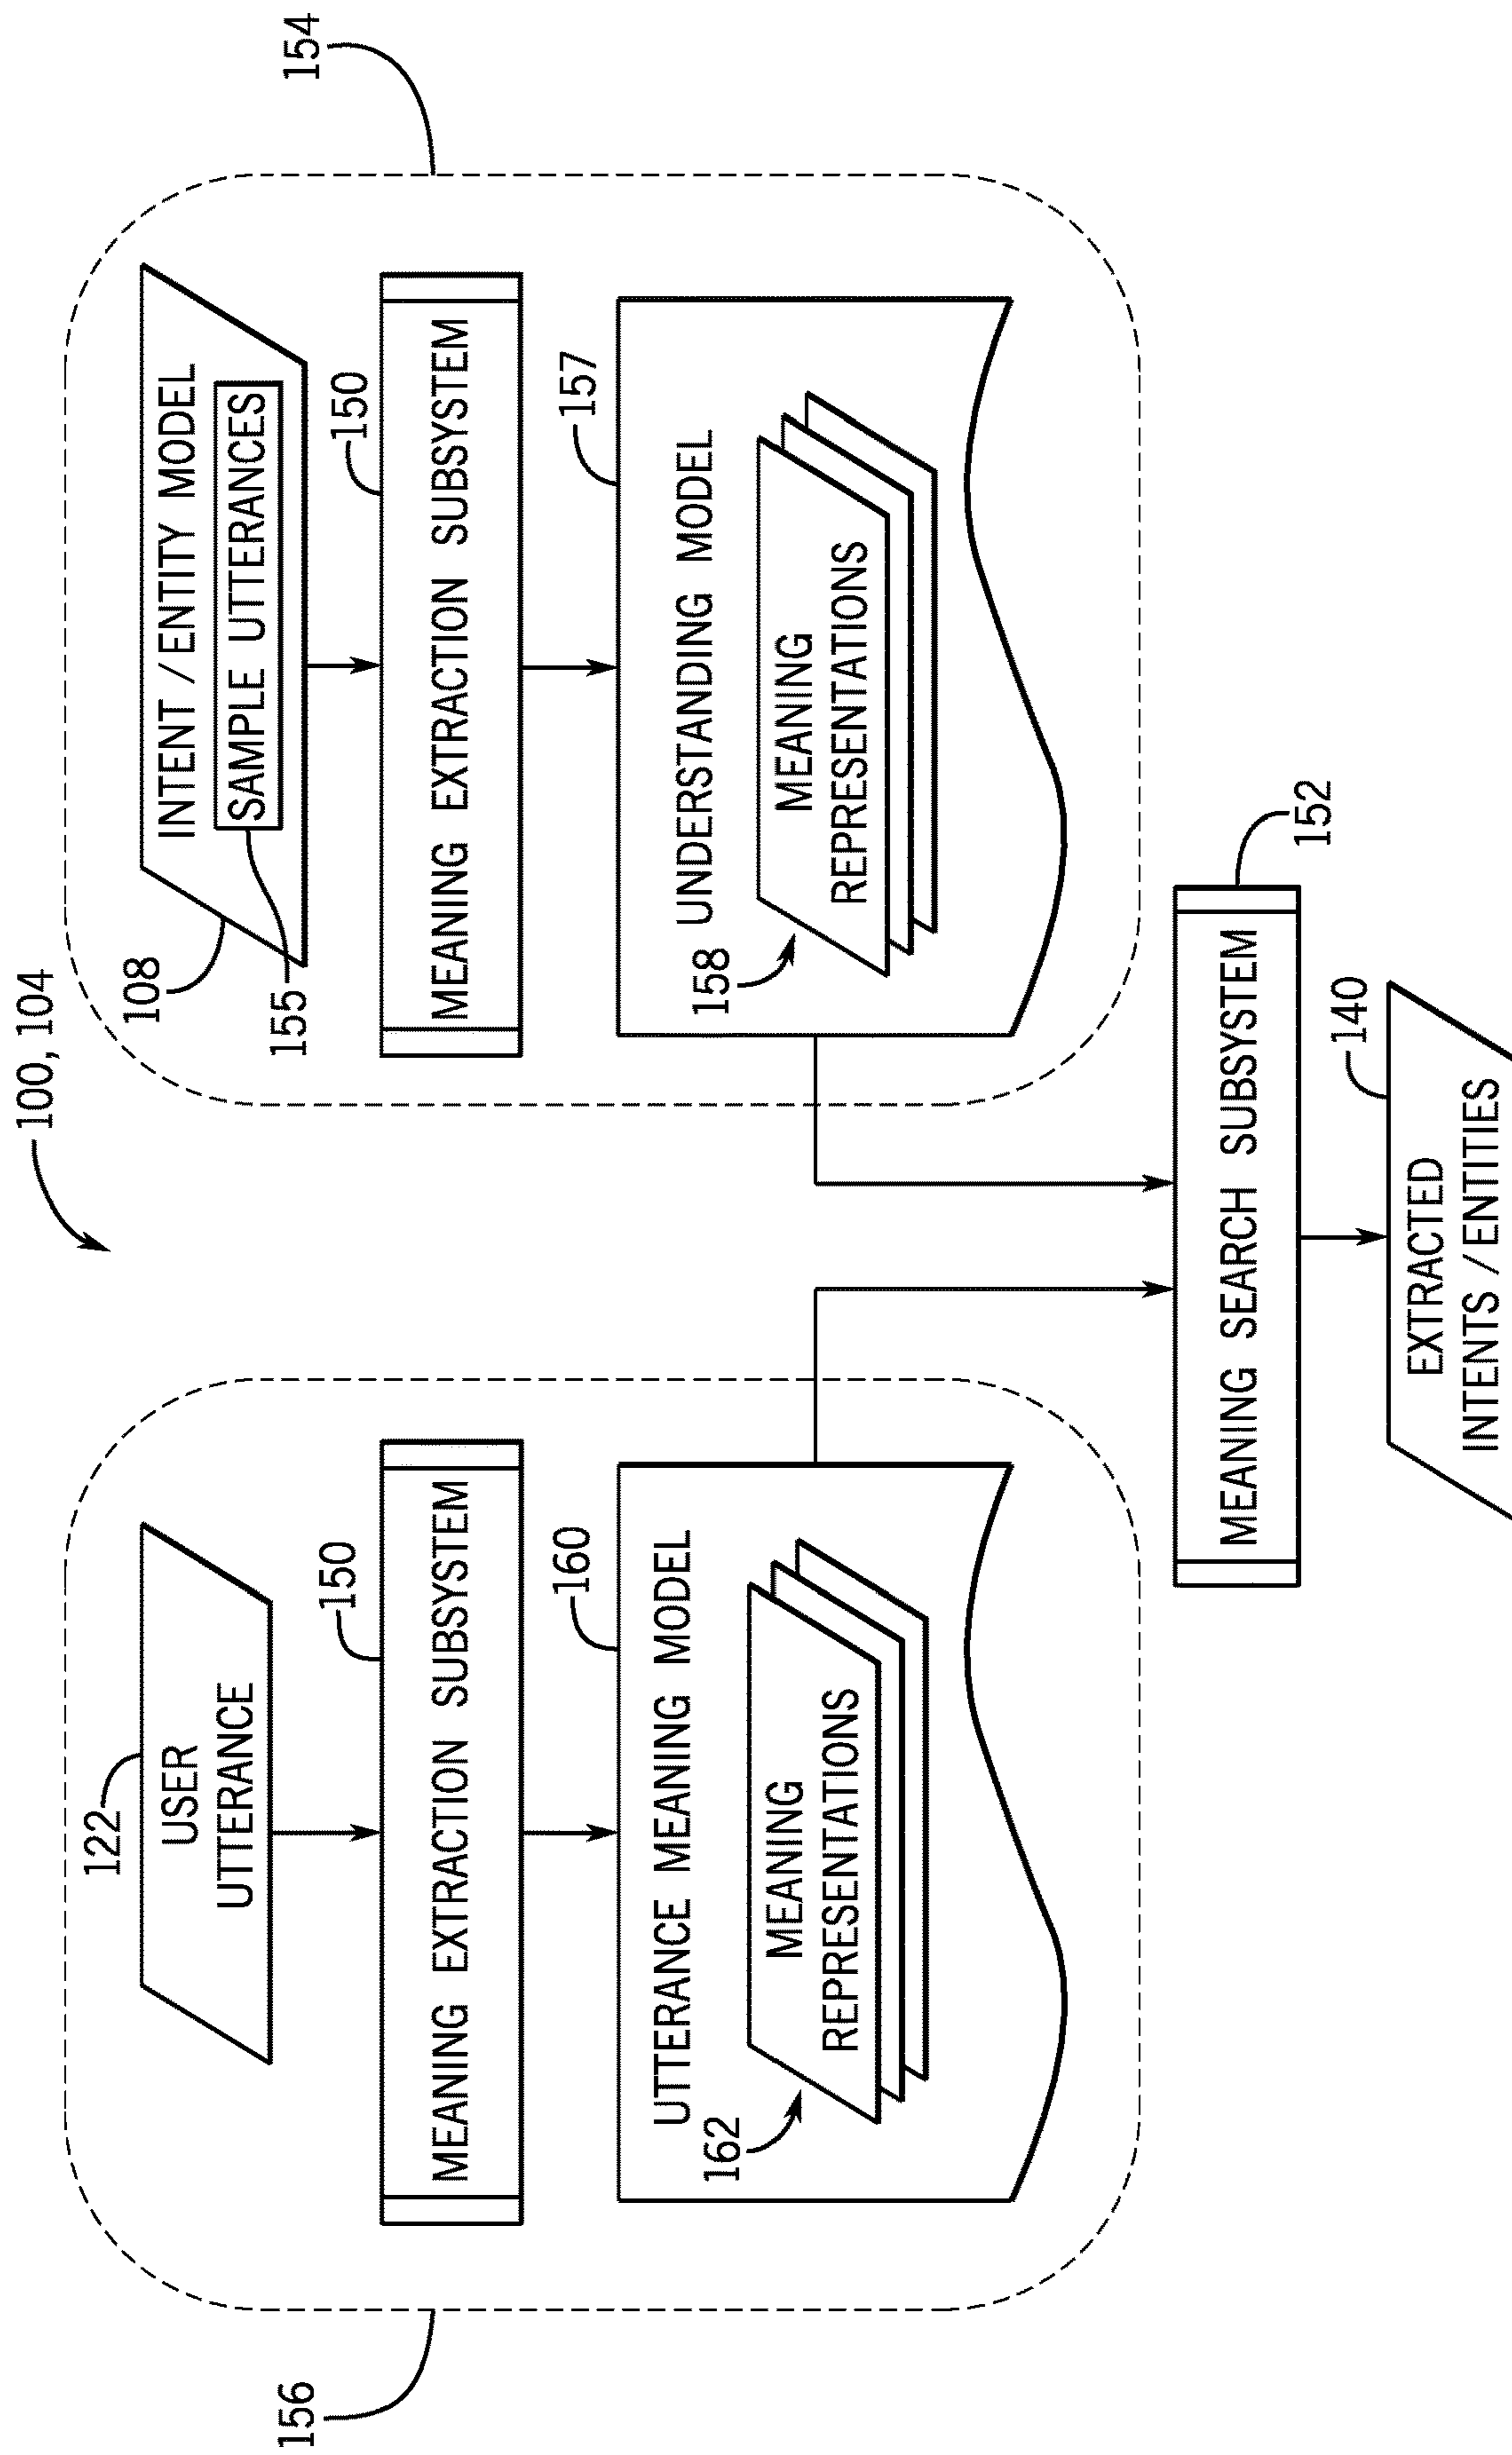 100, 104
156
122
USER
UTTERANCE
150
MEANING EXTRACTION SUBSYSTEM
160
UTTERANCE MEANING MODEL
162
MEANING
REPRESENTATIONS
154
108
INTENT / ENTITY MODEL
155
SAMPLE UTTERANCES
150
MEANING EXTRACTION SUBSYSTEM
157
UNDERSTANDING MODEL
158
MEANING
REPRESENTATIONS
152
MEANING SEARCH SUBSYSTEM
140
EXTRACTED
INTENTS / ENTITIES